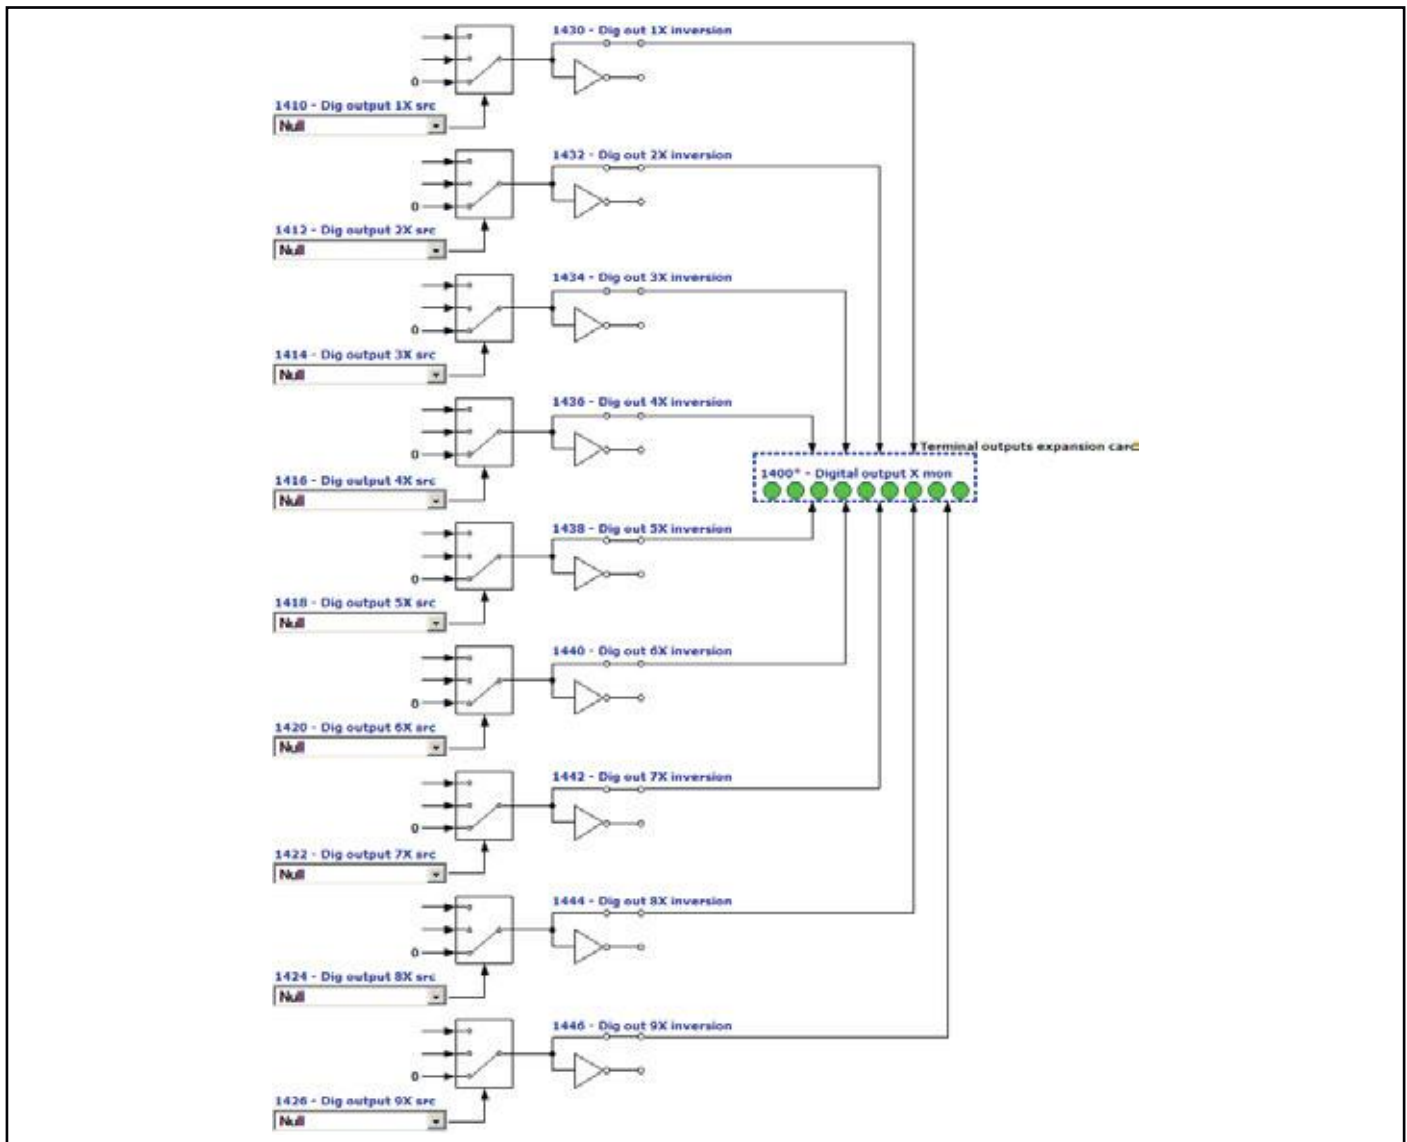 1430 - Dig out 1X inversion
0
1410 - Dig output 1X src
Null
1432 - Dig out 2X inversion
0
1412 - Dig output 2X src
Null
1434 - Dig out 3X inversion
0
1414 - Dig output 3X src
Null
1436 - Dig out 4X inversion
0
1416 - Dig output 4X src
Null
Terminal outputs expansion card
1400* - Digital output X mon
1438 - Dig out 5X inversion
0
1418 - Dig output 5X src
Null
1440 - Dig out 6X inversion
0
1420 - Dig output 6X src
Null
1442 - Dig out 7X inversion
0
1422 - Dig output 7X src
Null
1444 - Dig out 8X inversion
0
1424 - Dig output 8X src
Null
1446 - Dig out 9X inversion
0
1426 - Dig output 9X src
Null